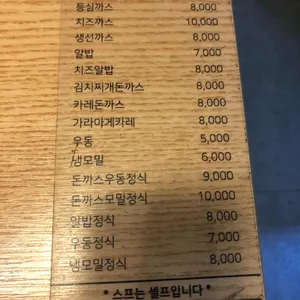 등심까스 8,000
치즈까스 10,000
생선까스 8,000
알밥 7,000
치즈알밥 8,000
김치찌개돈까스 8,000
카레돈까스 8,000
가라아게카레 8,000
우동 5,000
냉모밀 6,000
돈까스우동정식 9,000
돈까스모밀정식 10,000
알밥정식 8,000
우동정식 7,000
냉모밀정식 8,000
* 스프는 셀프입니다 *